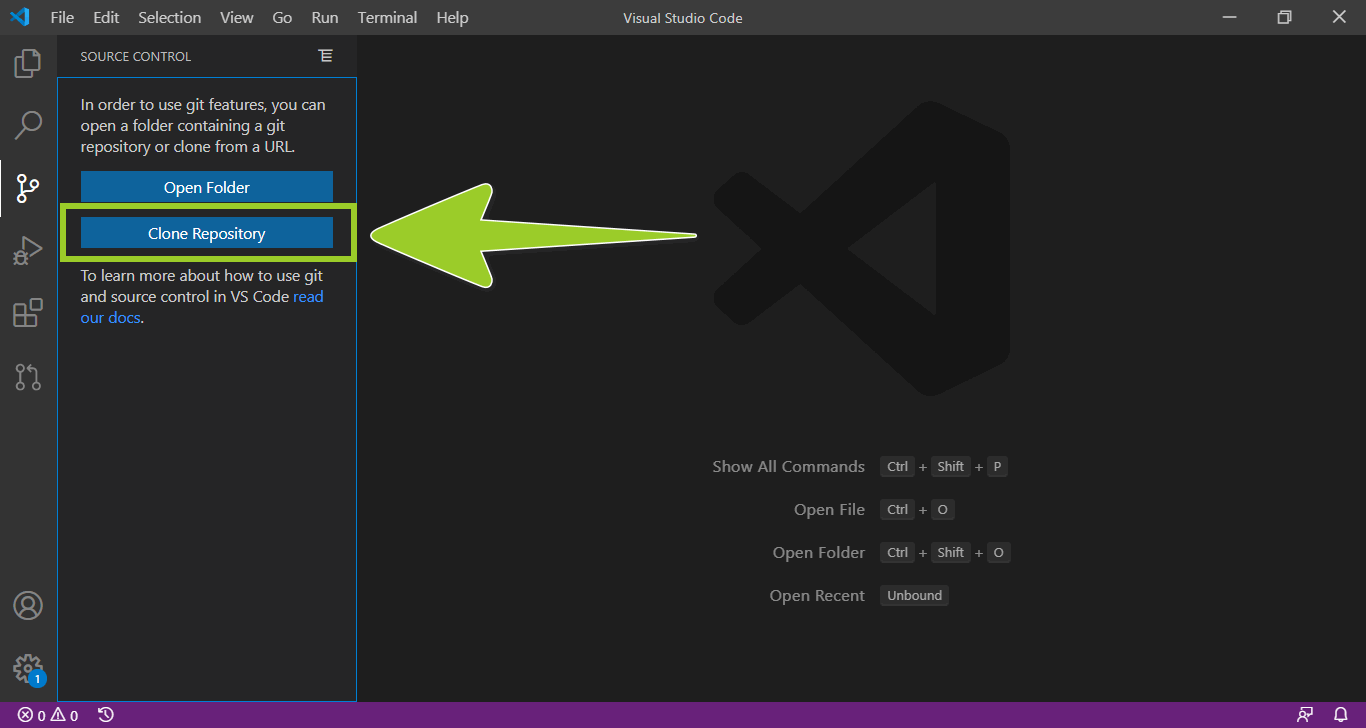 File Edit Selection View Go Run Terminal Help Visual Studio Code
SOURCE CONTROL
In order to use git features, you can
open a folder containing a git
repository or clone from a URL.
Open Folder
Clone Repository
To learn more about how to use git
and source control in VS Code read
our docs.
Show All Commands Ctrl + Shift + P
Open File Ctrl + O
Open Folder Ctrl + Shift + O
Open Recent Unbound
1
0 0